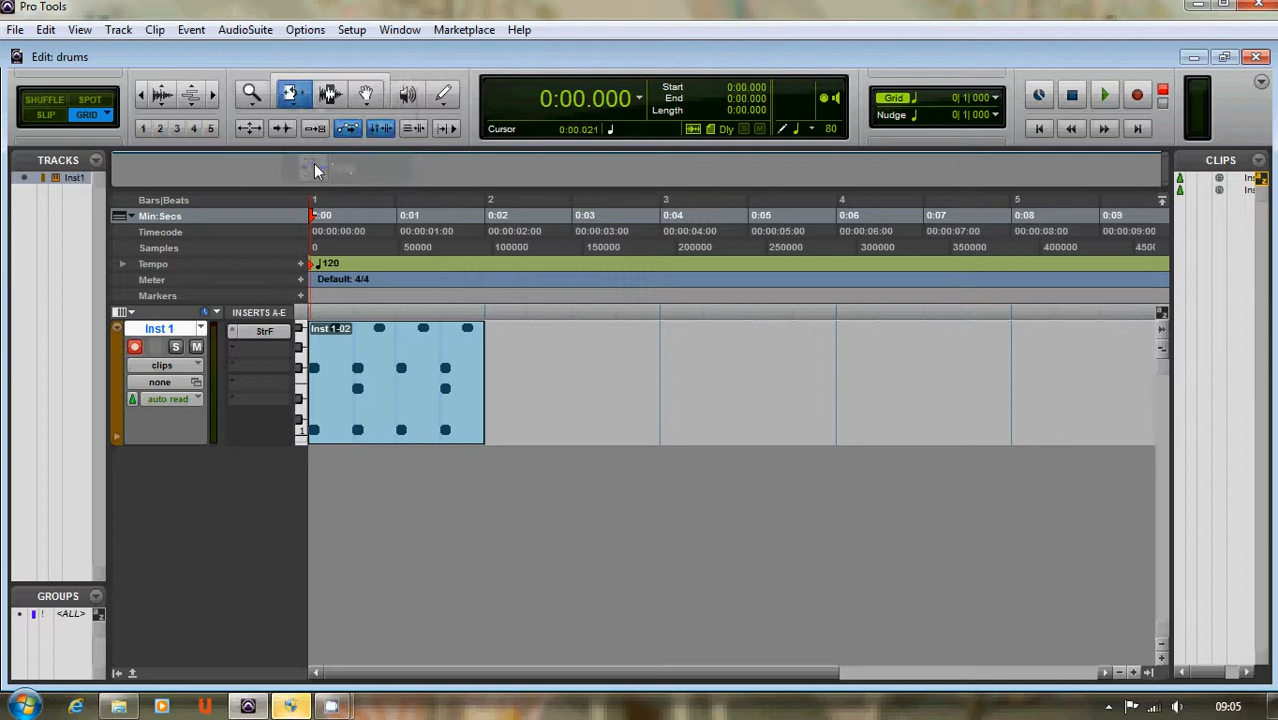 Pro Tools
File Edit View Track Clip Event AudioSuite Options Setup Window Marketplace Help
Edit: drums
SHUFFLE SPOT
SLIP GRID
1 2 3 4 5
0:00.000
Start 0:00.000
End 0:00.000
Length 0:00.000
Cursor 0:00.021 Dly S M 80
Grid 0| 1| 000
Nudge 0| 1| 000
TRACKS
Inst1
CLIPS
Ins
Ins
Bars|Beats 1 2 3 4 5
Min:Secs 0:00 0:01 0:02 0:03 0:04 0:05 0:06 0:07 0:08 0:09
Timecode 00:00:00:00 00:00:01:00 00:00:02:00 00:00:03:00 00:00:04:00 00:00:05:00 00:00:06:00 00:00:07:00 00:00:08:00 00:00:09:00
Samples 0 50000 100000 150000 200000 250000 300000 350000 400000 4500
Tempo + 120
Meter + Default: 4/4
Markers +
INSERTS A-E
Inst 1 StrF Inst 1-02
S M
clips
none
auto read
1
GROUPS
! <ALL>
09:05